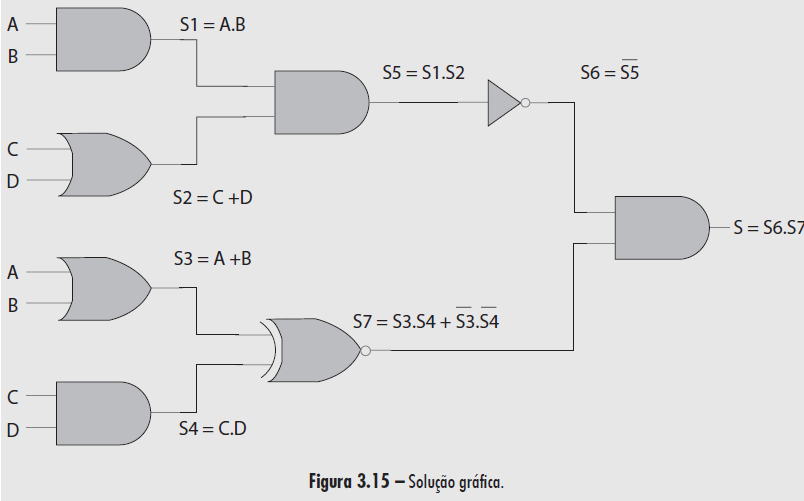 A
S1 = A.B
B
S5 = S1.S2
S6 = S̅5̅
C
D
S2 = C +D
S = S6.S7
S3 = A +B
A
B
S7 = S3.S4 + S̅3̅.S̅4̅
C
D
S4 = C.D
Figura 3.15 – Solução gráfica.